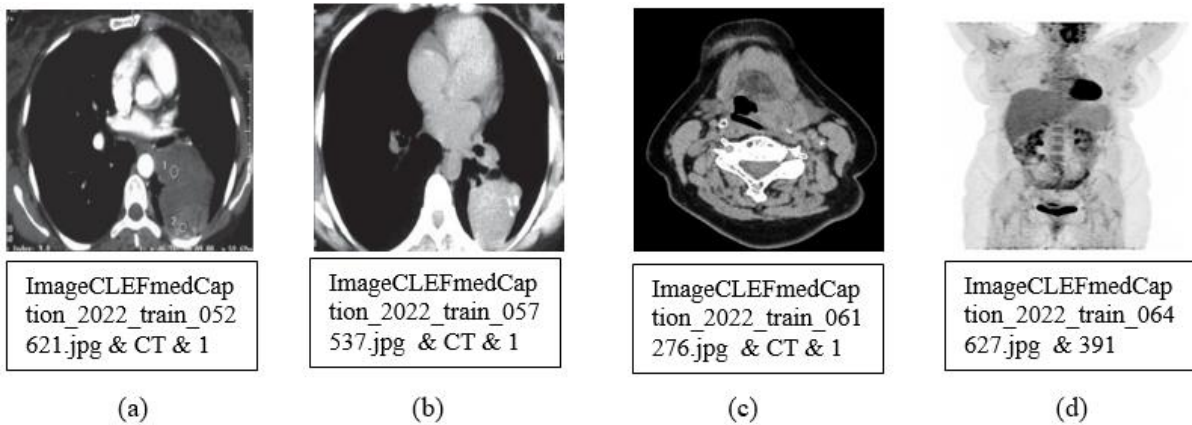 ImageCLEFmedCap
tion_2022_train_052
621.jpg & CT & 1
ImageCLEFmedCap
tion_2022_train_057
537.jpg & CT & 1
ImageCLEFmedCap
tion_2022_train_061
276.jpg & CT & 1
ImageCLEFmedCap
tion_2022_train_064
627.jpg & 391
(a)
(b)
(c)
(d)